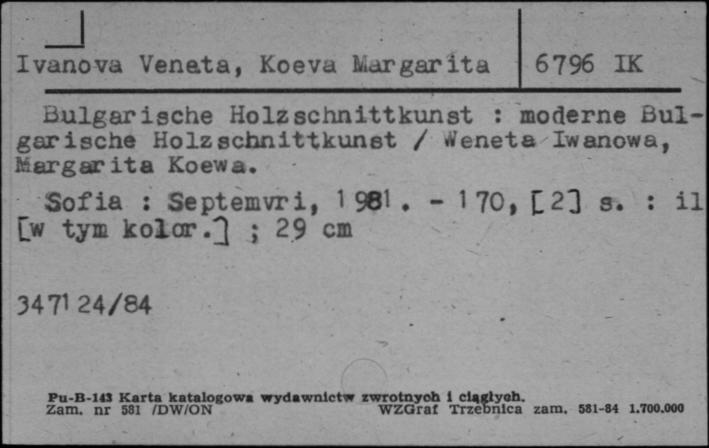 Ivanova Veneta, Koeva Margarita 6796 IK
Bulgarische Holzschnittkunst : moderne Bul-
garische Holzschnittkunst / Weneta Iwanowa,
Margarita Koewa.
Sofia : Septemvri, 1981. - 170, [2] s. : il
[w tym kolor.] ; 29 cm
347124/84
Pu-B-143 Karta katalogowa wydawnictw zwrotnych i ciągłych.
Zam. nr 581 /DW/ON WZGraf Trzebnica zam. 581-84 1.700.000